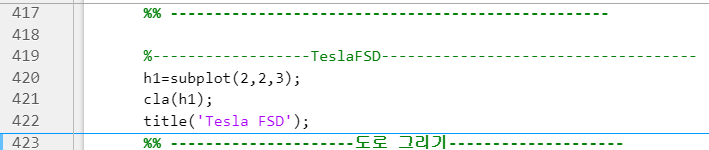 417 %% ------------------------------------------------
418
419 %------------------TeslaFSD------------------------------------
420 h1=subplot(2,2,3);
421 cla(h1);
422 title('Tesla FSD');
423 %% ---------------------도로 그리기--------------------